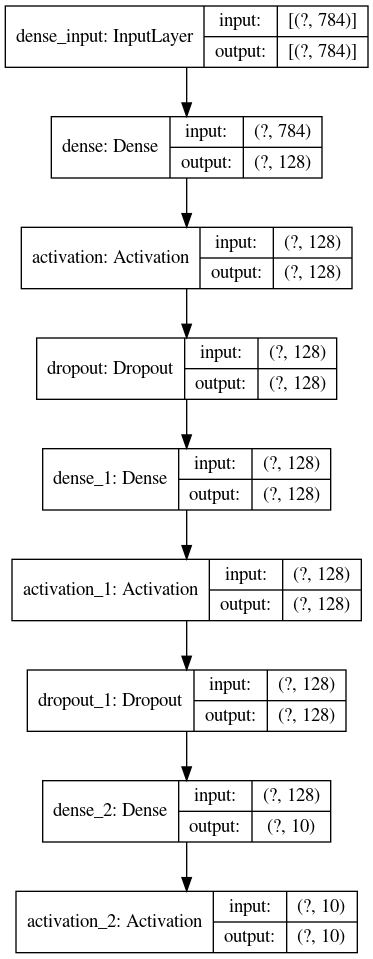 dense_input: InputLayer
input: [(?, 784)]
output: [(?, 784)]
dense: Dense
input: (?, 784)
output: (?, 128)
activation: Activation
input: (?, 128)
output: (?, 128)
dropout: Dropout
input: (?, 128)
output: (?, 128)
dense_1: Dense
input: (?, 128)
output: (?, 128)
activation_1: Activation
input: (?, 128)
output: (?, 128)
dropout_1: Dropout
input: (?, 128)
output: (?, 128)
dense_2: Dense
input: (?, 128)
output: (?, 10)
activation_2: Activation
input: (?, 10)
output: (?, 10)